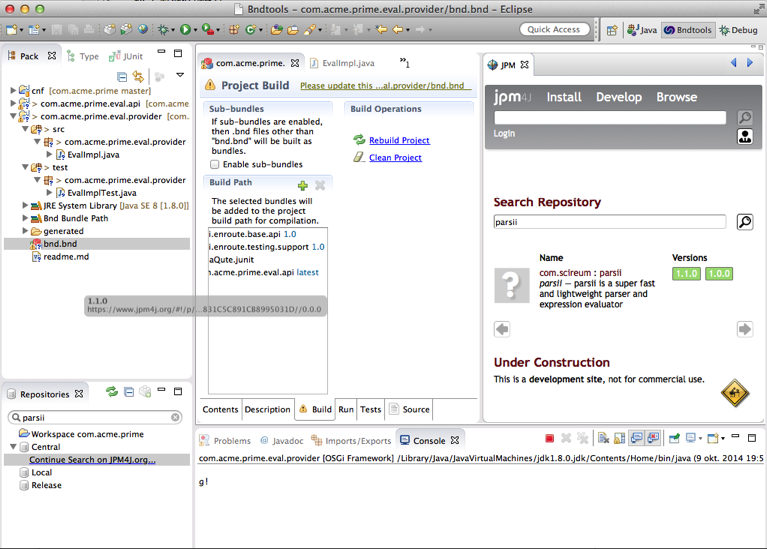 Bndtools – com.acme.prime.eval.provider/bnd.bnd – Eclipse
Quick Access
Java
Bndtools
Debug
Pack
Type
JUnit
cnf [com.acme.prime master]
> com.acme.prime.eval.api [com.acme
> com.acme.prime.eval.provider [co
> src
> com.acme.prime.eval.provider
> EvalImpl.java
> test
> com.acme.prime.eval.provider
> EvalImplTest.java
JRE System Library [Java SE 8 [1.8.0]]
Bnd Bundle Path
> generated
bnd.bnd
readme.md
1.1.0
https://www.jpm4j.org/#!/p/...831C5C891CB8995031D//0.0.0
Repositories
parsii
Workspace com.acme.prime
Central
Continue Search on JPM4J.org...
Local
Release
com.acme.prime.
EvalImpl.java
»1
Project Build
Please update this ...al.provider/bnd.bnd
Sub-bundles
If sub-bundles are enabled,
then .bnd files other than
"bnd.bnd" will be built as
bundles.
Enable sub-bundles
Build Operations
Rebuild Project
Clean Project
Build Path
The selected bundles will
be added to the project
build path for compilation.
i.enroute.base.api 1.0
i.enroute.testing.support 1.0
aQute.junit
m.acme.prime.eval.api latest
Contents
Description
Build
Run
Tests
Source
JPM
jpm4J
Install
Develop
Browse
Login
Search Repository
parsii
Name
Versions
com.scireum : parsii
parsii – parsii is a super fast
and lightweight parser and
expression evaluator
1.1.0
1.0.0
Under Construction
This is a development site, not for commercial use.
Problems
Javadoc
Imports/Exports
Console
com.acme.prime.eval.provider [OSGi Framework] /Library/Java/JavaVirtualMachines/jdk1.8.0.jdk/Contents/Home/bin/java (9 okt. 2014 19:5
g!